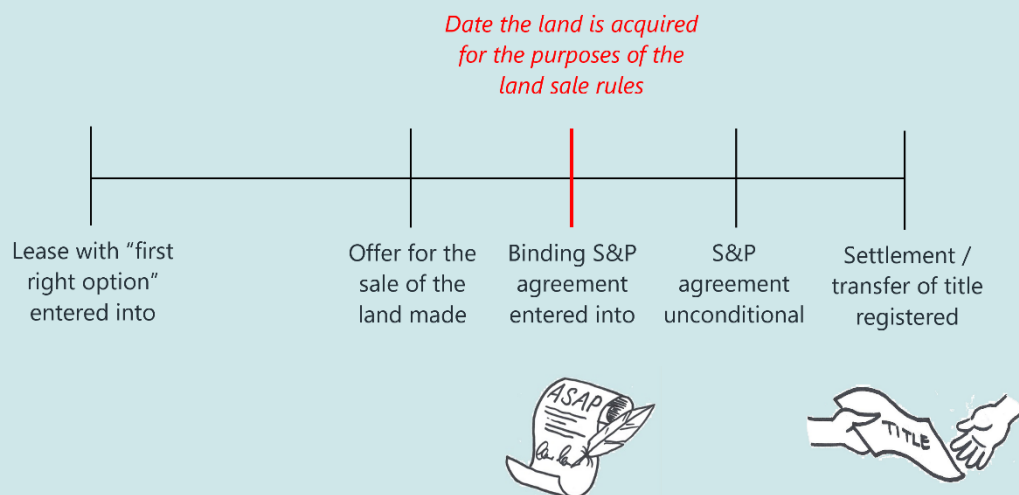 Date the land is acquired
for the purposes of the
land sale rules
Lease with “first
right option”
entered into
Offer for the
sale of the
land made
Binding S&P
agreement
entered into
S&P
agreement
unconditional
Settlement /
transfer of title
registered
ASAP
TITLE